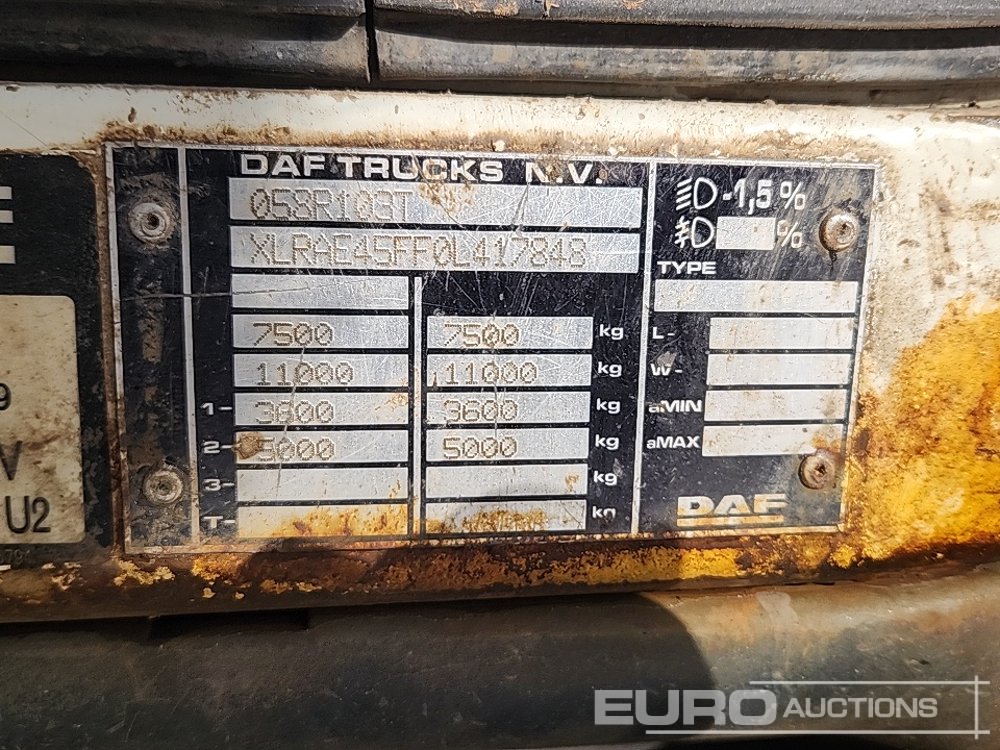 DAF TRUCKS N.V.
058R103T
XLRAE45FF0L417848
7500 7500 kg
11000 11000 kg
1- 3600 3600 kg
2- 5000 5000 kg
3- kg
T- kg
-1,5%
%
TYPE
L-
W-
aMIN
aMAX
DAF
9
V
U2
EURO AUCTIONS